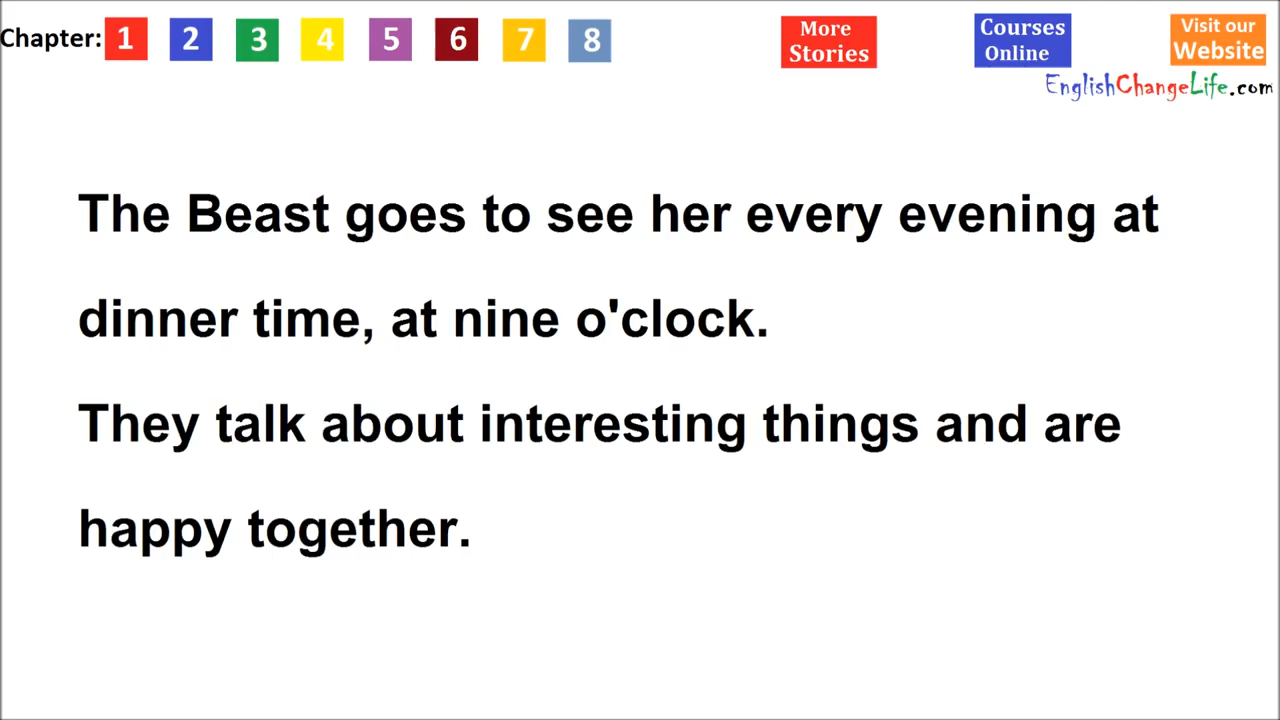 Chapter: 1 2 3 4 5 6 7 8
More
Stories
Courses
Online
Visit our
Website
EnglishChangeLife.com
The Beast goes to see her every evening at
dinner time, at nine o'clock.
They talk about interesting things and are
happy together.